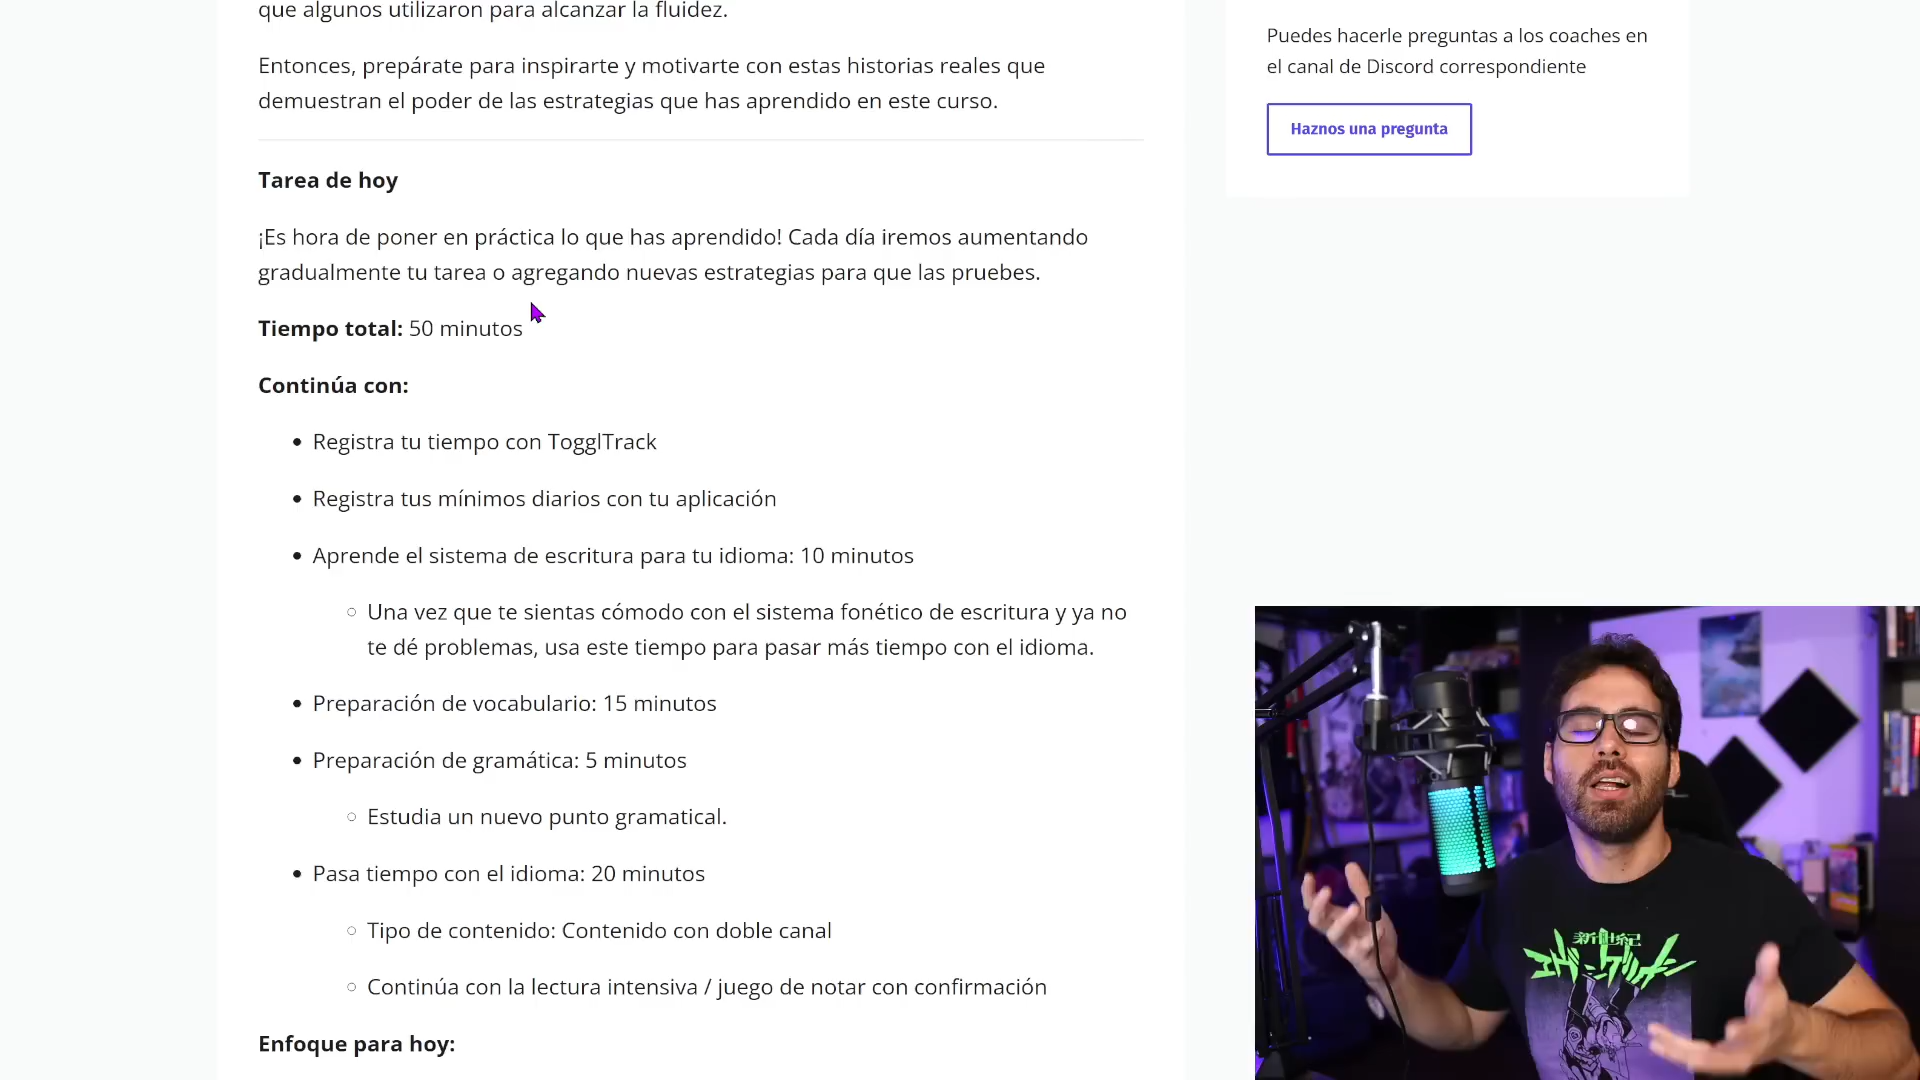 que algunos utilizaron para alcanzar la fluidez.
Entonces, prepárate para inspirarte y motivarte con estas historias reales que
demuestran el poder de las estrategias que has aprendido en este curso.
Tarea de hoy
¡Es hora de poner en práctica lo que has aprendido! Cada día iremos aumentando
gradualmente tu tarea o agregando nuevas estrategias para que las pruebes.
Tiempo total: 50 minutos
Continúa con:
Registra tu tiempo con TogglTrack
Registra tus mínimos diarios con tu aplicación
Aprende el sistema de escritura para tu idioma: 10 minutos
Una vez que te sientas cómodo con el sistema fonético de escritura y ya no
te dé problemas, usa este tiempo para pasar más tiempo con el idioma.
Preparación de vocabulario: 15 minutos
Preparación de gramática: 5 minutos
Estudia un nuevo punto gramatical.
Pasa tiempo con el idioma: 20 minutos
Tipo de contenido: Contenido con doble canal
Continúa con la lectura intensiva / juego de notar con confirmación
Enfoque para hoy:
Puedes hacerle preguntas a los coaches en
el canal de Discord correspondiente
Haznos una pregunta
新世紀